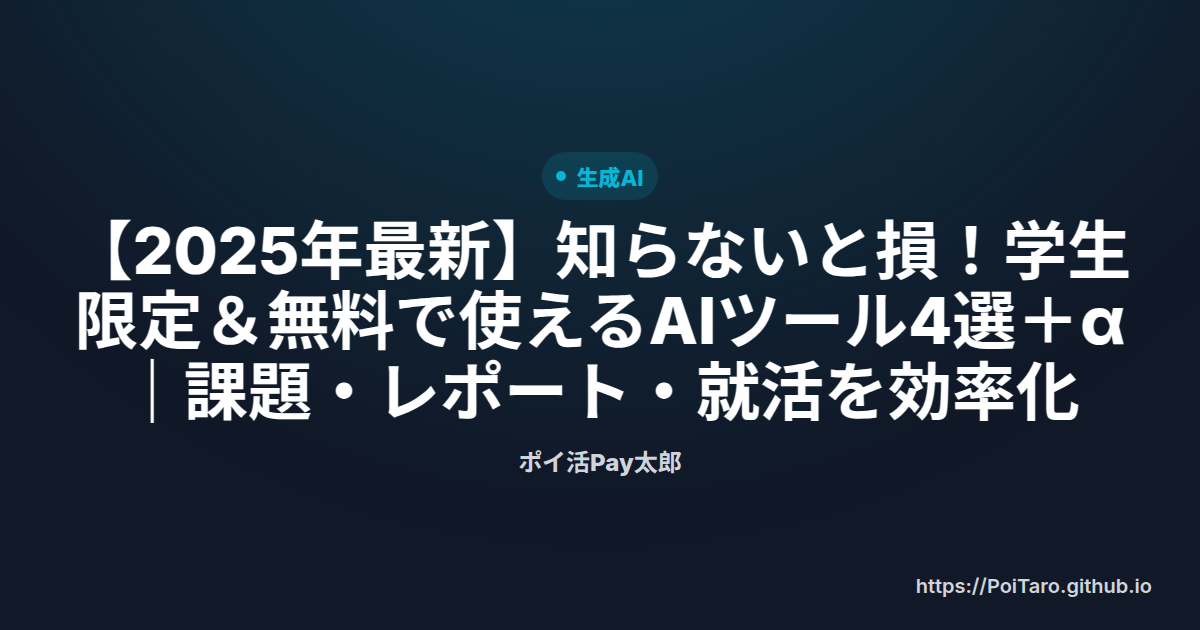 生成AI
【2025年最新】知らないと損！学生
限定＆無料で使えるAIツール4選＋α
｜課題・レポート・就活を効率化
ポイ活Pay太郎
https://PoiTaro.github.io